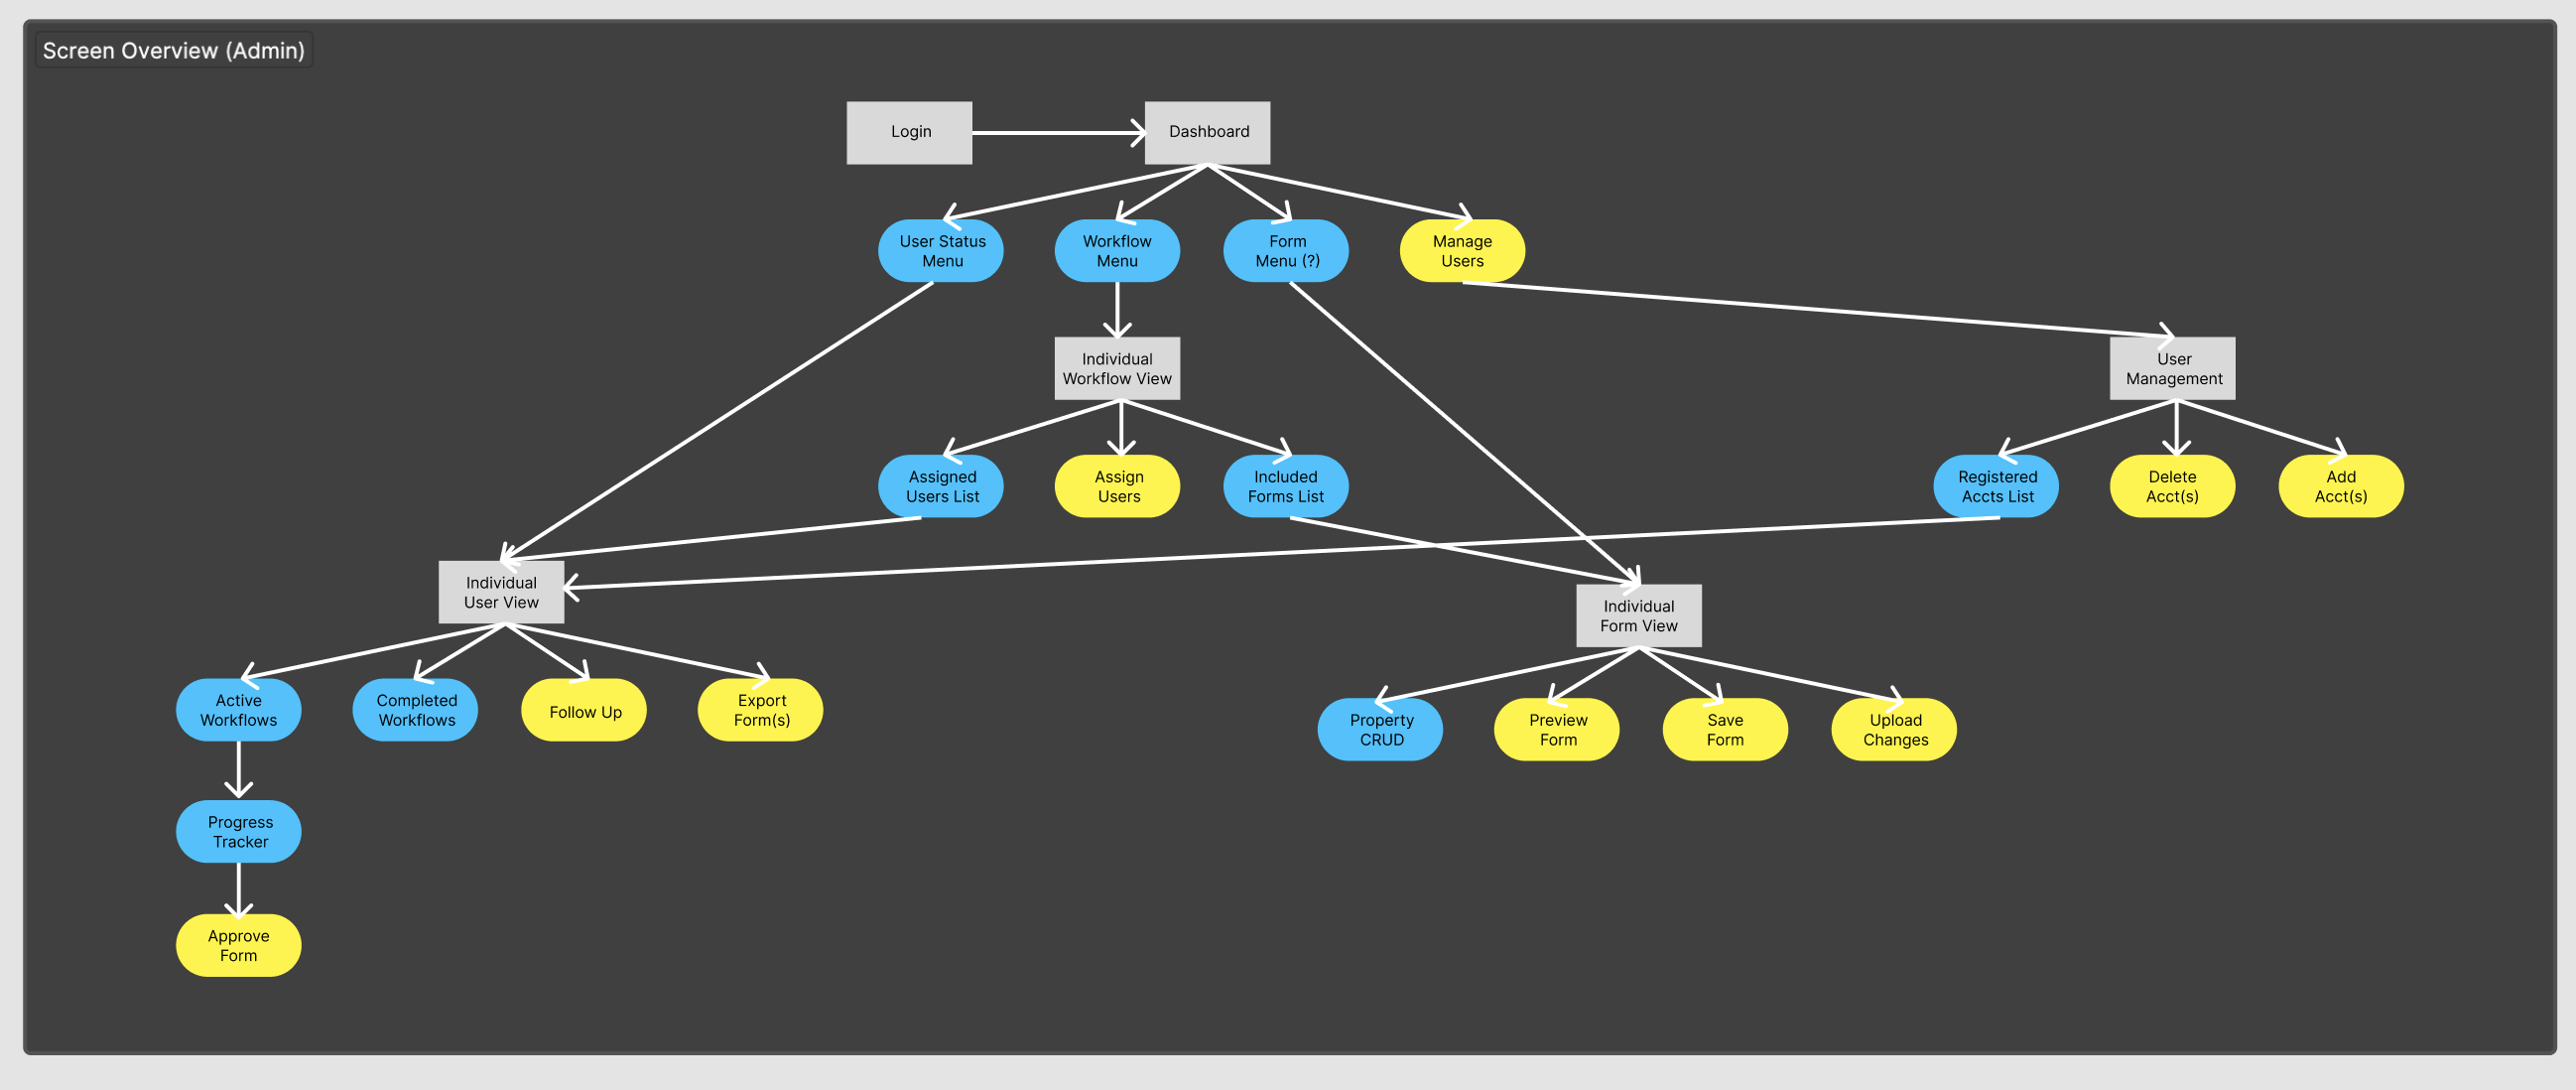 Screen Overview (Admin)
Login
Dashboard
User Status
Menu
Workflow
Menu
Form
Menu (?)
Manage
Users
Individual
Workflow View
User
Management
Assigned
Users List
Assign
Users
Included
Forms List
Registered
Accts List
Delete
Acct(s)
Add
Acct(s)
Individual
User View
Individual
Form View
Active
Workflows
Completed
Workflows
Follow Up
Export
Form(s)
Property
CRUD
Preview
Form
Save
Form
Upload
Changes
Progress
Tracker
Approve
Form